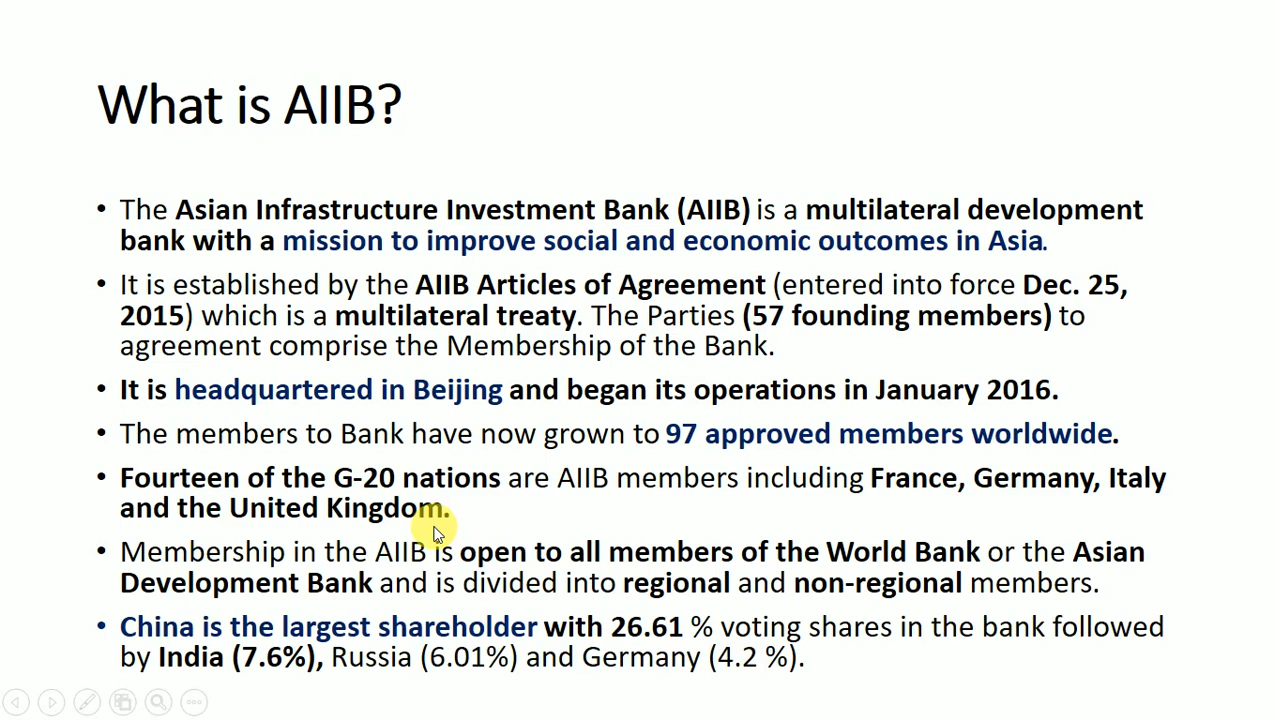 What is AIIB?
• The Asian Infrastructure Investment Bank (AIIB) is a multilateral development
bank with a mission to improve social and economic outcomes in Asia.
• It is established by the AIIB Articles of Agreement (entered into force Dec. 25,
2015) which is a multilateral treaty. The Parties (57 founding members) to
agreement comprise the Membership of the Bank.
• It is headquartered in Beijing and began its operations in January 2016.
• The members to Bank have now grown to 97 approved members worldwide.
• Fourteen of the G-20 nations are AIIB members including France, Germany, Italy
and the United Kingdom.
• Membership in the AIIB is open to all members of the World Bank or the Asian
Development Bank and is divided into regional and non-regional members.
• China is the largest shareholder with 26.61 % voting shares in the bank followed
by India (7.6%), Russia (6.01%) and Germany (4.2 %).